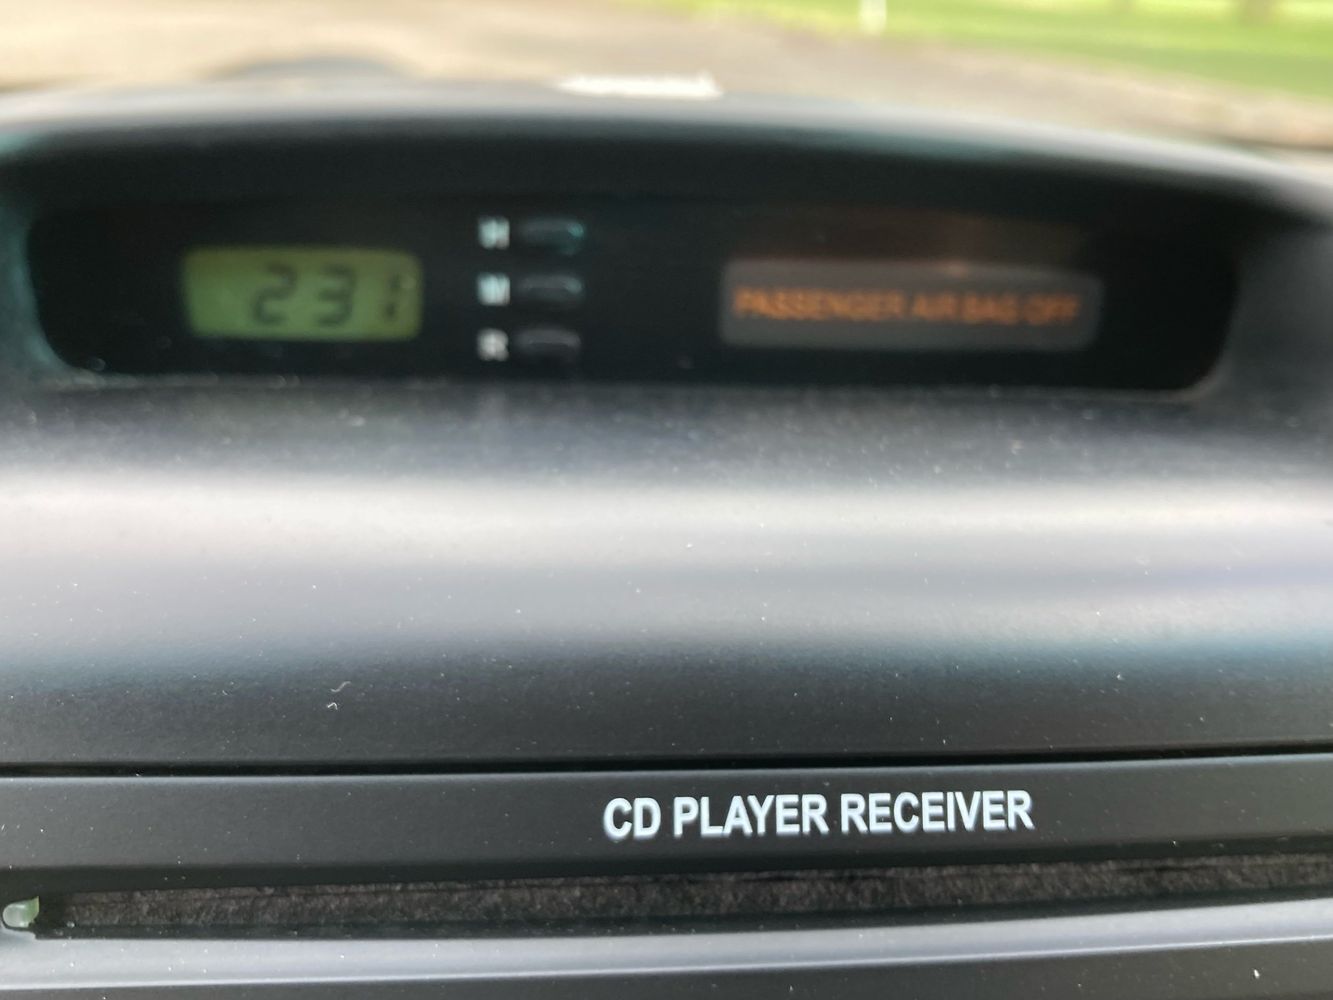 231
H
M
R
PASSENGER AIR BAG OFF
CD PLAYER RECEIVER